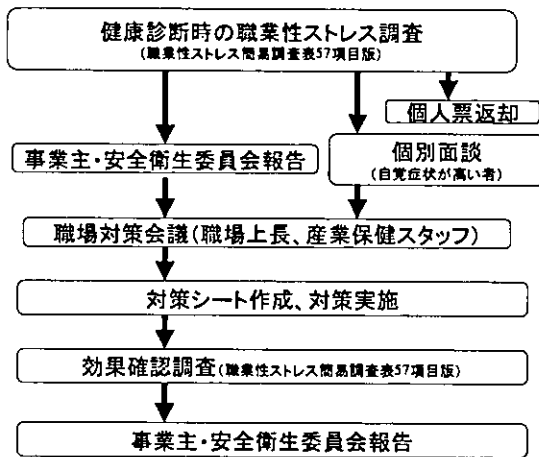 健康診断時の職業性ストレス調査
(職業性ストレス簡易調査表57項目版)
個人票返却
事業主・安全衛生委員会報告
個別面談
(自覚症状が高い者)
職場対策会議(職場上長、産業保健スタッフ)
対策シート作成、対策実施
効果確認調査(職業性ストレス簡易調査表57項目版)
事業主・安全衛生委員会報告